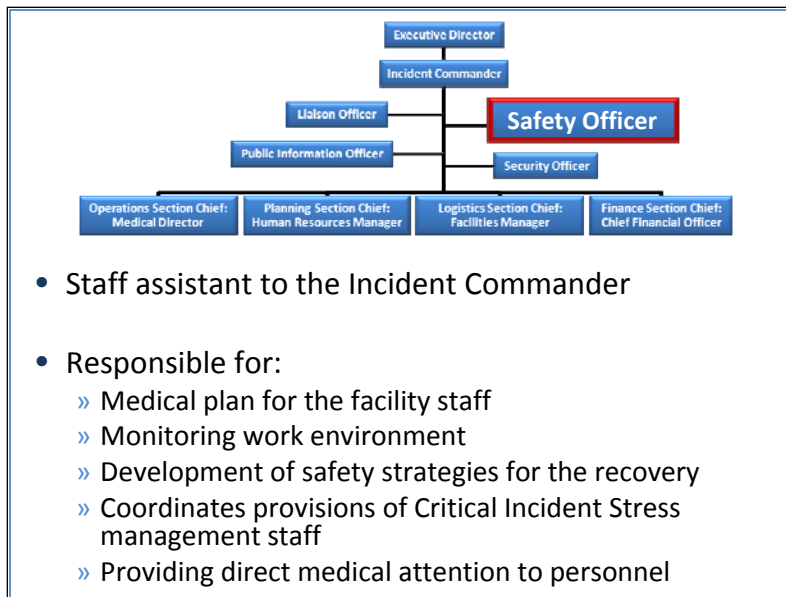 Executive Director
Incident Commander
Liaison Officer
Safety Officer
Public Information Officer
Security Officer
Operations Section Chief:
Medical Director
Planning Section Chief:
Human Resources Manager
Logistics Section Chief:
Facilities Manager
Finance Section Chief:
Chief Financial Officer
• Staff assistant to the Incident Commander
• Responsible for:
» Medical plan for the facility staff
» Monitoring work environment
» Development of safety strategies for the recovery
» Coordinates provisions of Critical Incident Stress
management staff
» Providing direct medical attention to personnel